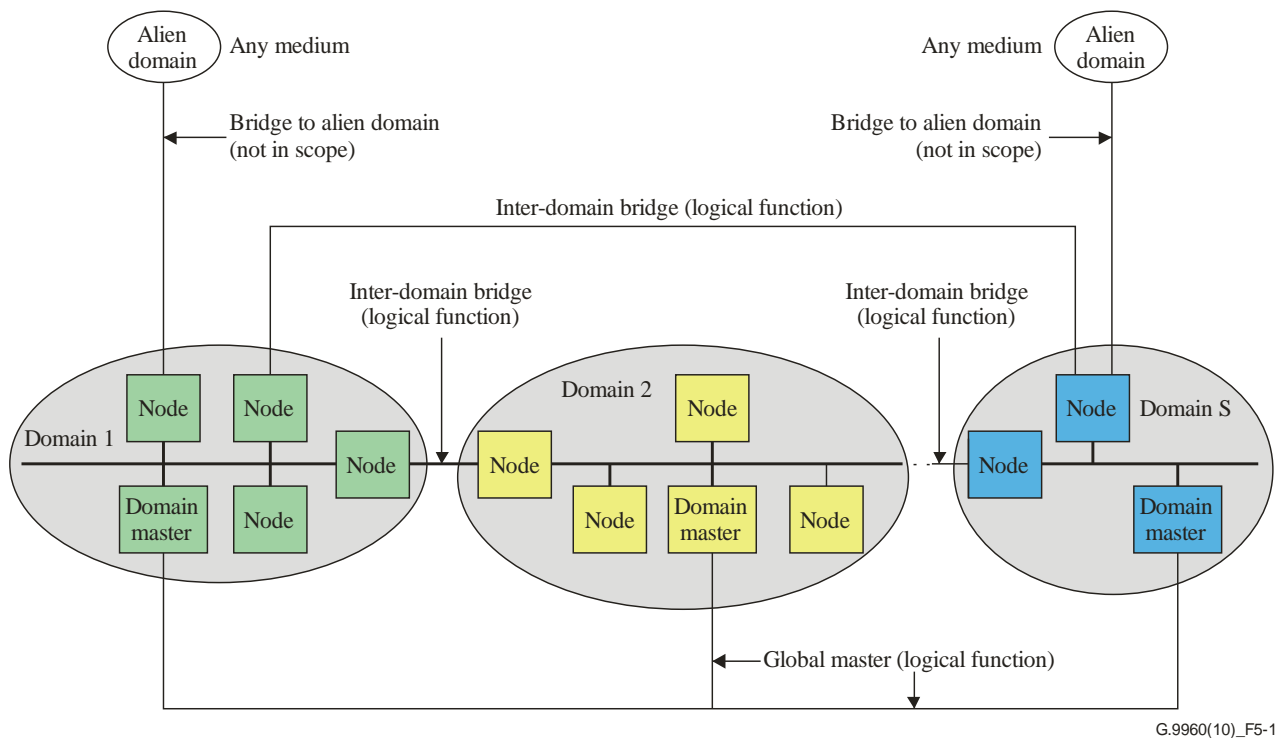 Alien
domain
Any medium
Any medium
Alien
domain
Bridge to alien domain
(not in scope)
Bridge to alien domain
(not in scope)
Inter-domain bridge (logical function)
Inter-domain bridge
(logical function)
Inter-domain bridge
(logical function)
Domain 1
Node
Node
Node
Domain
master
Node
Domain 2
Node
Node
Node
Domain
master
Node
Domain S
Node
Node
Domain
master
Global master (logical function)
G.9960(10)_F5-1